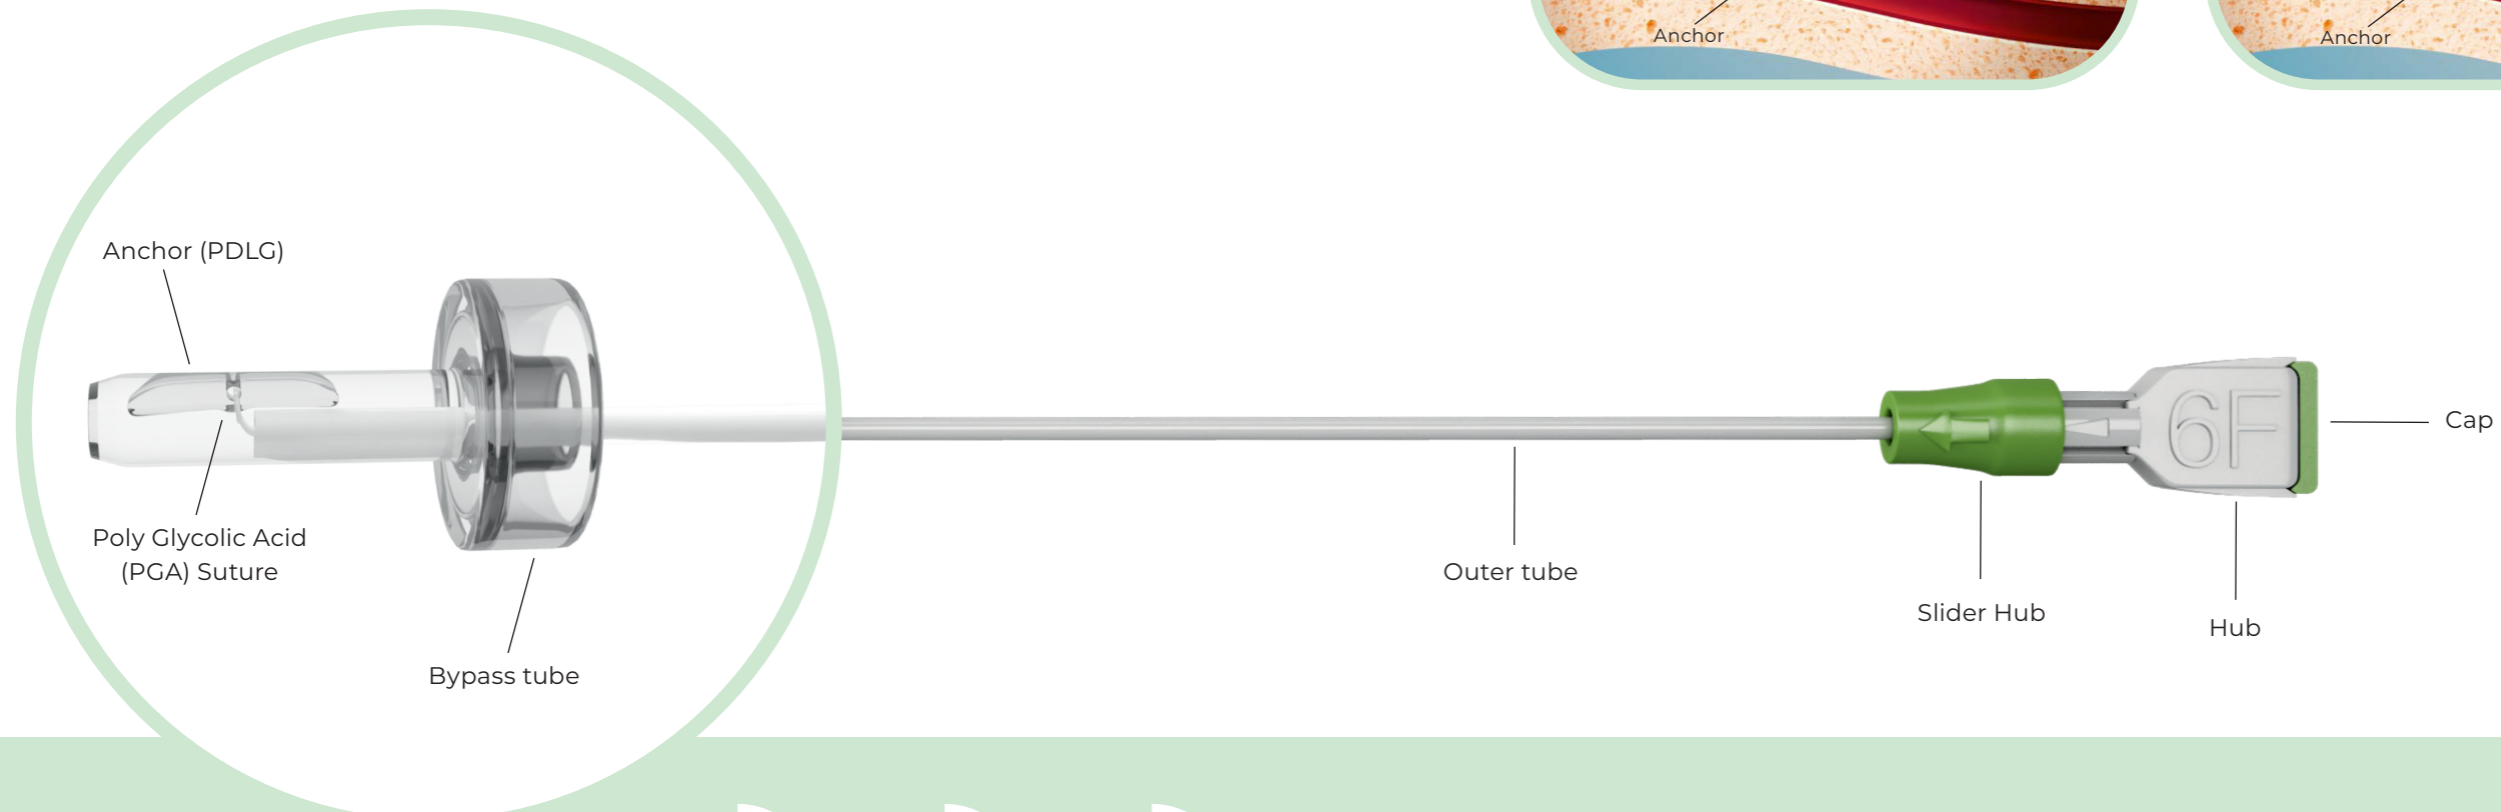 Anchor
Anchor
Anchor (PDLG)
6F
Cap
Poly Glycolic Acid
(PGA) Suture
Outer tube
Slider Hub
Hub
Bypass tube